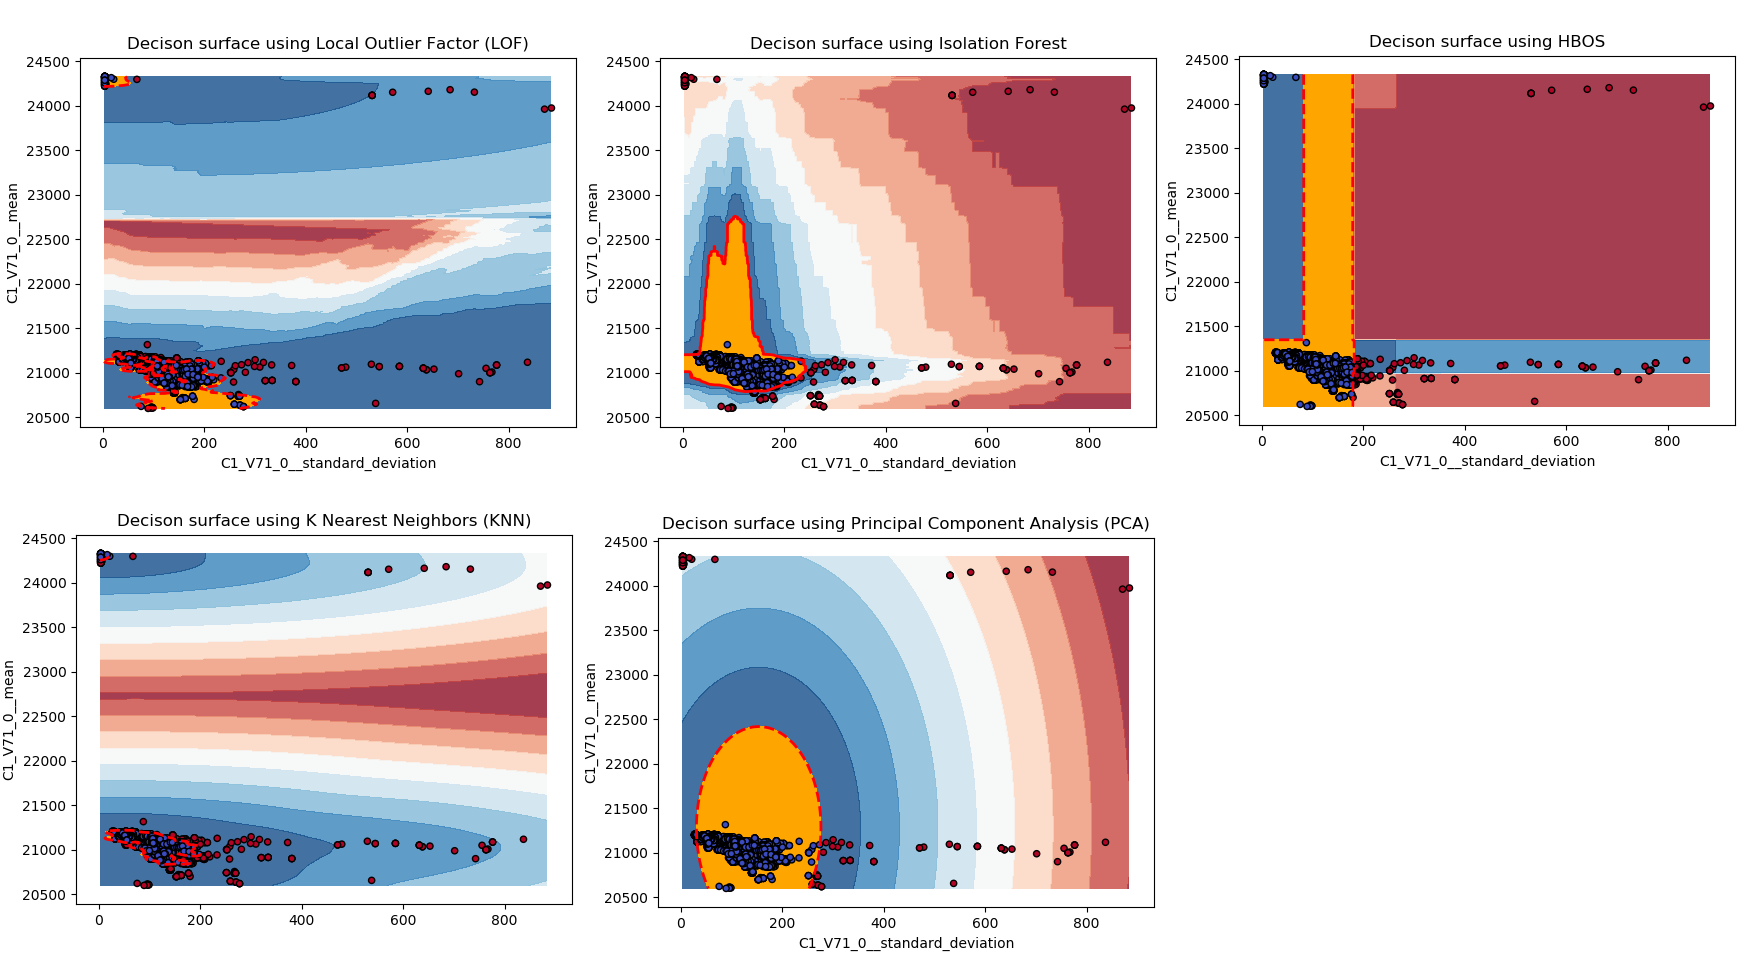 Decison surface using Local Outlier Factor (LOF)
24500
24000
23500
23000
22500
22000
21500
21000
20500
C1_V71_0__mean
0 200 400 600 800
C1_V71_0__standard_deviation
Decison surface using Isolation Forest
24500
24000
23500
23000
22500
22000
21500
21000
20500
C1_V71_0__mean
0 200 400 600 800
C1_V71_0__standard_deviation
Decison surface using HBOS
24500
24000
23500
23000
22500
22000
21500
21000
20500
C1_V71_0__mean
0 200 400 600 800
C1_V71_0__standard_deviation
Decison surface using K Nearest Neighbors (KNN)
24500
24000
23500
23000
22500
22000
21500
21000
20500
C1_V71_0__mean
0 200 400 600 800
Decison surface using Principal Component Analysis (PCA)
24500
24000
23500
23000
22500
22000
21500
21000
20500
C1_V71_0__mean
0 200 400 600 800
C1_V71_0__standard_deviation